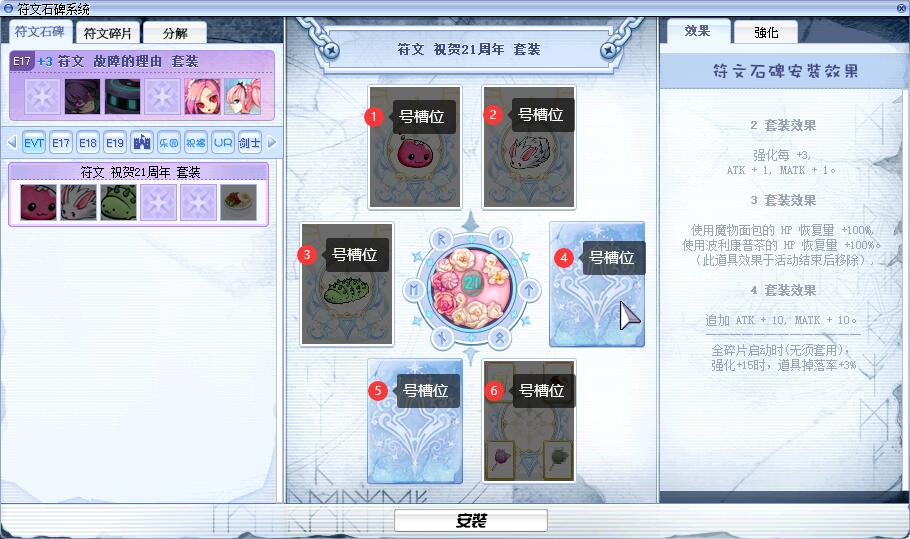 符文石碑系统
符文石碑
符文碎片
分解
E17 +3 符文 故障的理由 套装
EVT E17 E18 E19 乐园 祝福 UR 剑士
符文 祝贺21周年 套装
符文 祝贺21周年 套装
1 号槽位
2 号槽位
3 号槽位
4 号槽位
21
5 号槽位
6 号槽位
安装
效果
強化
符文石碑安裝效果
2 套装效果
强化每 +3,
ATK + 1, MATK + 1。
3 套装效果
使用魔物面包的 HP 恢复量 +100%,
使用波利康普茶的 HP 恢复量 +100%。
(此道具效果于活动结束后移除)。
4 套装效果
追加 ATK + 10, MATK + 10。
全碎片启动时(无须套用),
强化+15时, 道具掉落率+3%